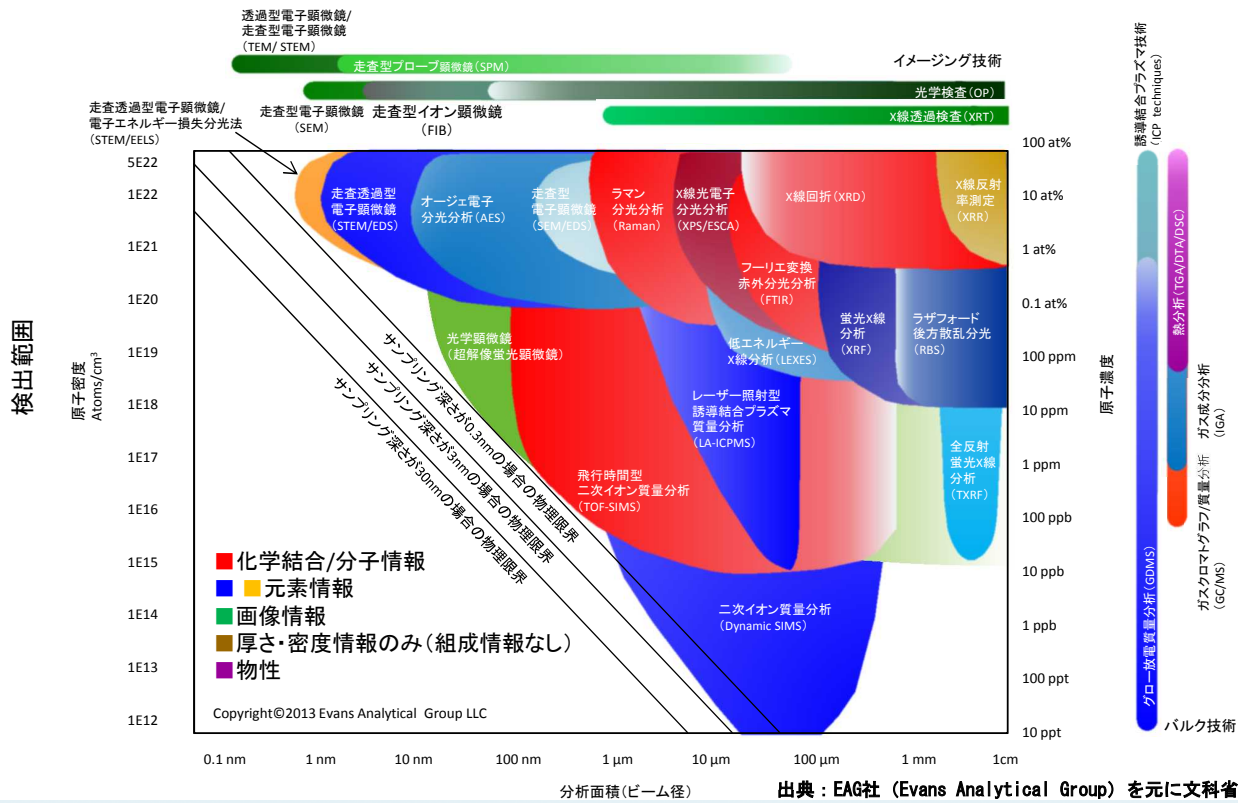 透過型電子顕微鏡/
走査型電子顕微鏡
(TEM/ STEM)
走査型プローブ顕微鏡(SPM)
イメージング技術
光学検査(OP)
走査透過型電子顕微鏡/
電子エネルギー損失分光法
(STEM/EELS)
走査型電子顕微鏡
(SEM)
走査型イオン顕微鏡
(FIB)
X線透過検査(XRT)
誘導結合プラズマ技術
(ICP techniques)
検出範囲
原子密度
Atoms/cm³
5E22
1E22
1E21
1E20
1E19
1E18
1E17
1E16
1E15
1E14
1E13
1E12
走査透過型
電子顕微鏡
(STEM/EDS)
オージェ電子
分光分析(AES)
走査型
電子顕微鏡
(SEM/EDS)
ラマン
分光分析
(Raman)
X線光電子
分光分析
(XPS/ESCA)
X線回折(XRD)
X線反射
率測定
(XRR)
フーリエ変換
赤外分光分析
(FTIR)
光学顕微鏡
(超解像蛍光顕微鏡)
低エネルギー
X線分析(LEXES)
蛍光X線
分析
(XRF)
ラザフォード
後方散乱分光
(RBS)
レーザー照射型
誘導結合プラズマ
質量分析
(LA-ICPMS)
飛行時間型
二次イオン質量分析
(TOF-SIMS)
全反射
蛍光X線
分析
(TXRF)
二次イオン質量分析
(Dynamic SIMS)
サンプリング深さが0.3nmの場合の物理限界
サンプリング深さが3nmの場合の物理限界
サンプリング深さが30nmの場合の物理限界
化学結合/分子情報
元素情報
画像情報
厚さ・密度情報のみ(組成情報なし)
物性
Copyright©2013 Evans Analytical Group LLC
100 at%
10 at%
1 at%
0.1 at%
100 ppm
10 ppm
1 ppm
100 ppb
10 ppb
1 ppb
100 ppt
10 ppt
原子濃度
グロー放電質量分析(GDMS)
熱分析(TGA/DTA/DSC)
ガス成分分析
(IGA)
ガスクロマトグラフ/質量分析
(GC/MS)
バルク技術
0.1 nm
1 nm
10 nm
100 nm
1 µm
10 µm
100 µm
1 mm
1cm
分析面積(ビーム径)
出典:EAG社 (Evans Analytical Group) を元に文科省